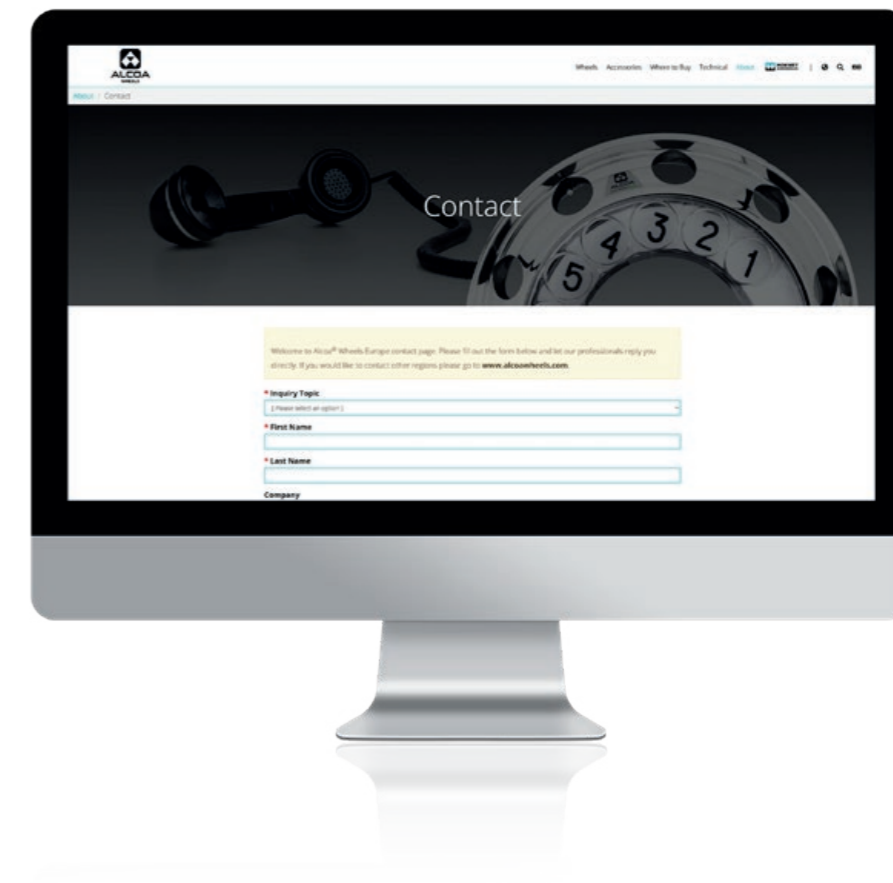 ALCOA
WHEELS
Wheels Accessories Where to Buy Technical About
About / Contact
Contact
5 4 3 2 1
Welcome to Alcoa® Wheels Europe contact page. Please fill out the form below and let our professionals reply you
directly. If you would like to contact other regions please go to www.alcoawheels.com.
* Inquiry Topic
[ Please select an option ]
* First Name
* Last Name
Company